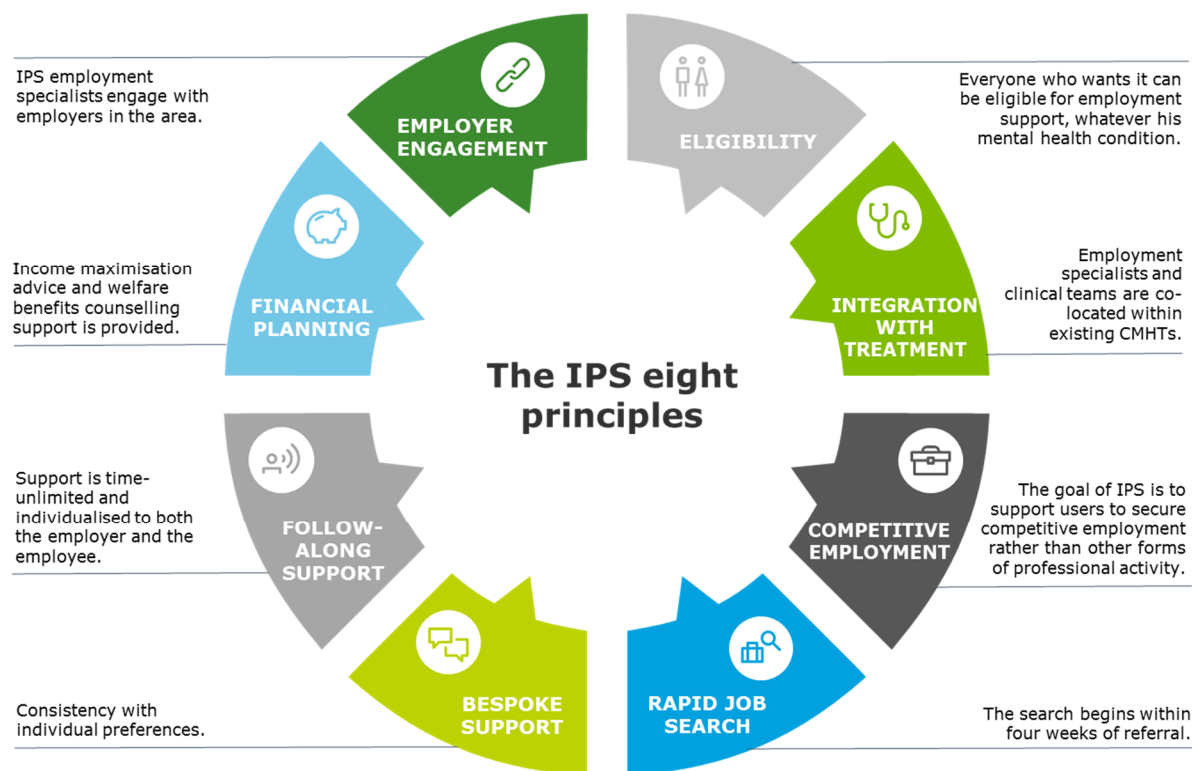 The IPS eight
principles
ELIGIBILITY
Everyone who wants it can
be eligible for employment
support, whatever his
mental health condition.
INTEGRATION
WITH
TREATMENT
Employment
specialists and
clinical teams are co-
located within
existing CMHTs.
COMPETITIVE
EMPLOYMENT
The goal of IPS is to
support users to secure
competitive employment
rather than other forms
of professional activity.
RAPID JOB
SEARCH
The search begins within
four weeks of referral.
BESPOKE
SUPPORT
Consistency with
individual preferences.
FOLLOW-
ALONG
SUPPORT
Support is time-
unlimited and
individualised to both
the employer and the
employee.
FINANCIAL
PLANNING
Income maximisation
advice and welfare
benefits counselling
support is provided.
EMPLOYER
ENGAGEMENT
IPS employment
specialists engage with
employers in the area.